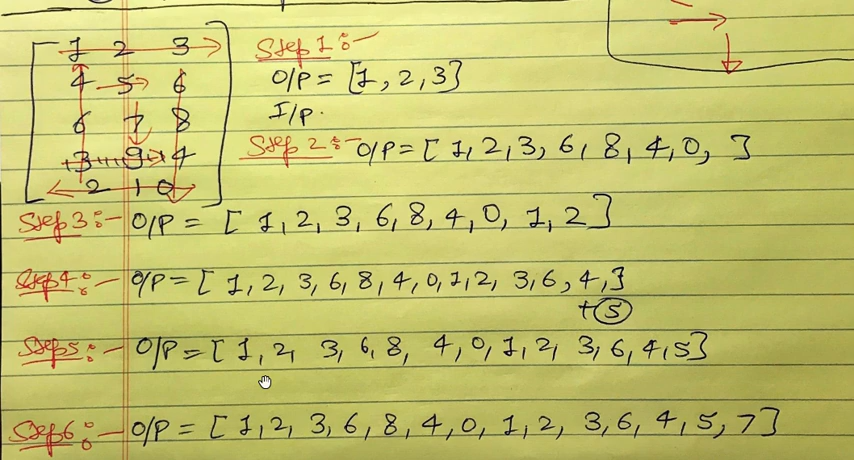 1 2 3
4 5 6
6 7 8
3 9 4
2 1 0
Step 1 :-
O/P = [1, 2, 3]
I/P.
Step 2 :- O/P = [ 1, 2, 3, 6, 8, 4, 0, ]
Step 3 :- O/P = [ 1, 2, 3, 6, 8, 4, 0, 1, 2 ]
Step 4 :- O/P = [ 1, 2, 3, 6, 8, 4, 0, 1, 2, 3, 6, 4, ]
+ 5
Step 5 :- O/P = [ 1, 2, 3, 6, 8, 4, 0, 1, 2, 3, 6, 4, 5]
Step 6 :- O/P = [ 1, 2, 3, 6, 8, 4, 0, 1, 2, 3, 6, 4, 5, 7 ]